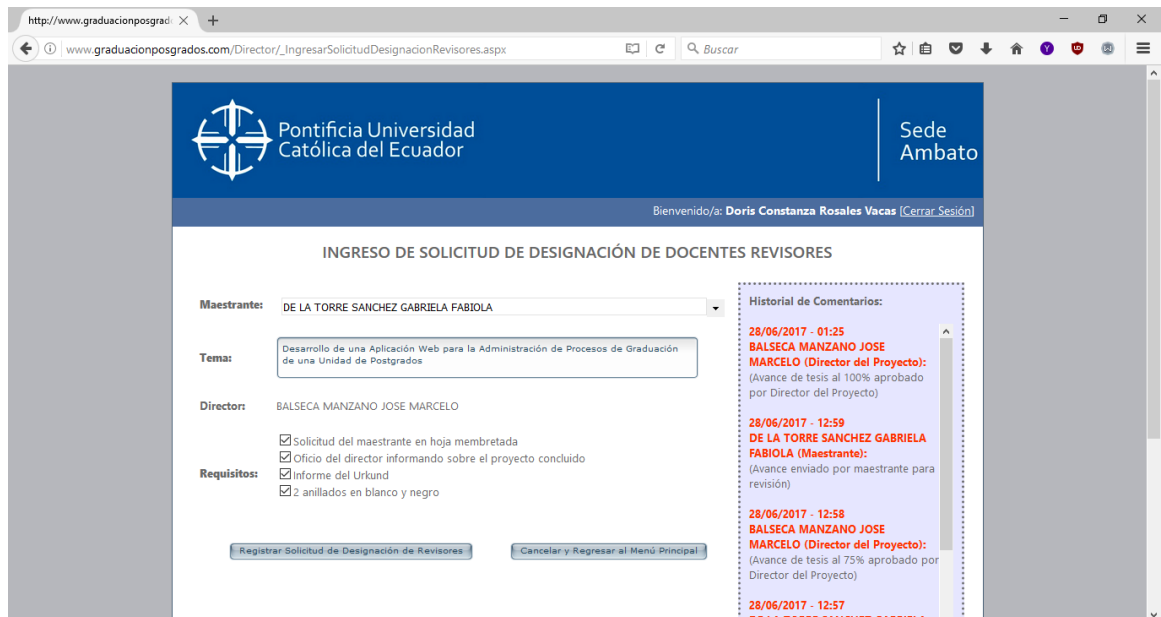 http://www.graduacionposgrad
www.graduacionposgrados.com/Director/_IngresarSolicitudDesignacionRevisores.aspx
Buscar
Pontificia Universidad
Católica del Ecuador
Sede
Ambato
Bienvenido/a: Doris Constanza Rosales Vacas [Cerrar Sesión]
INGRESO DE SOLICITUD DE DESIGNACIÓN DE DOCENTES REVISORES
Maestrante: DE LA TORRE SANCHEZ GABRIELA FABIOLA
Tema: Desarrollo de una Aplicación Web para la Administración de Procesos de Graduación
de una Unidad de Postgrados
Director: BALSECA MANZANO JOSE MARCELO
Requisitos:
Solicitud del maestrante en hoja membretada
Oficio del director informando sobre el proyecto concluido
Informe del Urkund
2 anillados en blanco y negro
Registrar Solicitud de Designación de Revisores
Cancelar y Regresar al Menú Principal
Historial de Comentarios:
28/06/2017 - 01:25
BALSECA MANZANO JOSE
MARCELO (Director del Proyecto):
(Avance de tesis al 100% aprobado
por Director del Proyecto)
28/06/2017 - 12:59
DE LA TORRE SANCHEZ GABRIELA
FABIOLA (Maestrante):
(Avance enviado por maestrante para
revisión)
28/06/2017 - 12:58
BALSECA MANZANO JOSE
MARCELO (Director del Proyecto):
(Avance de tesis al 75% aprobado por
Director del Proyecto)
28/06/2017 - 12:57